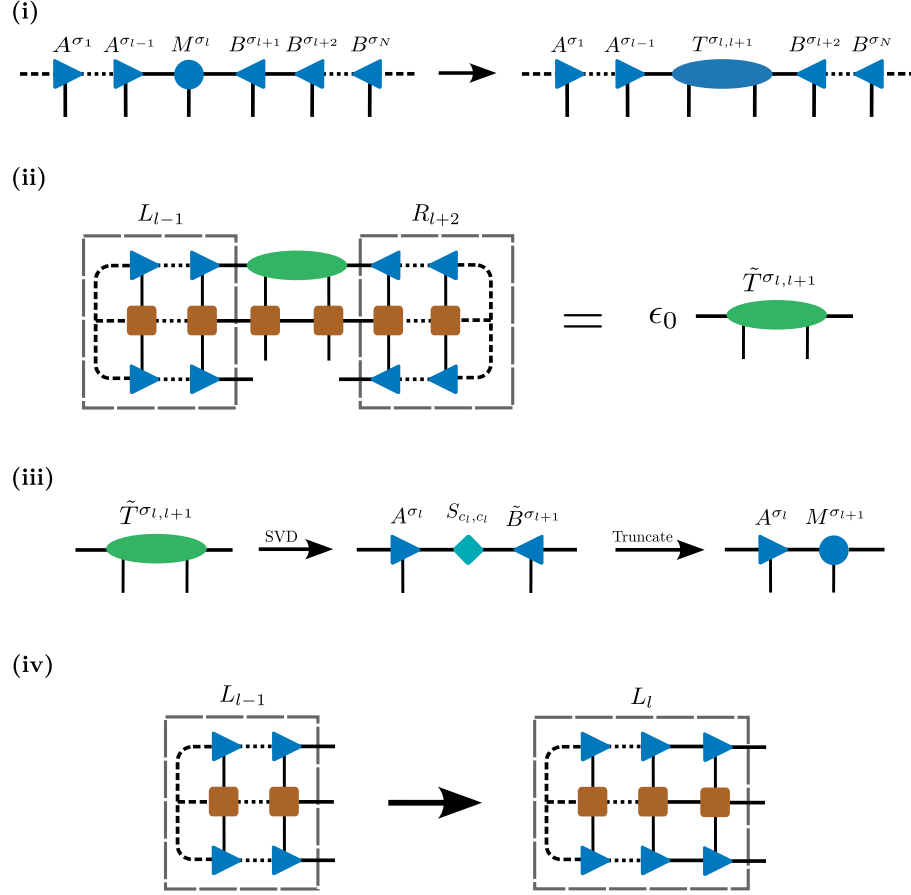 (i)
A^{σ_1} A^{σ_{l−1}} M^{σ_l} B^{σ_{l+1}} B^{σ_{l+2}} B^{σ_N} A^{σ_1} A^{σ_{l−1}} T^{σ_{l,l+1}} B^{σ_{l+2}} B^{σ_N}
(ii)
L_{l−1} R_{l+2}
= ϵ_0 T̃^{σ_{l,l+1}}
(iii)
T̃^{σ_{l,l+1}} SVD A^{σ_l} S_{c_l,c_l} B̃^{σ_{l+1}} Truncate A^{σ_l} M^{σ_{l+1}}
(iv)
L_{l−1} L_l